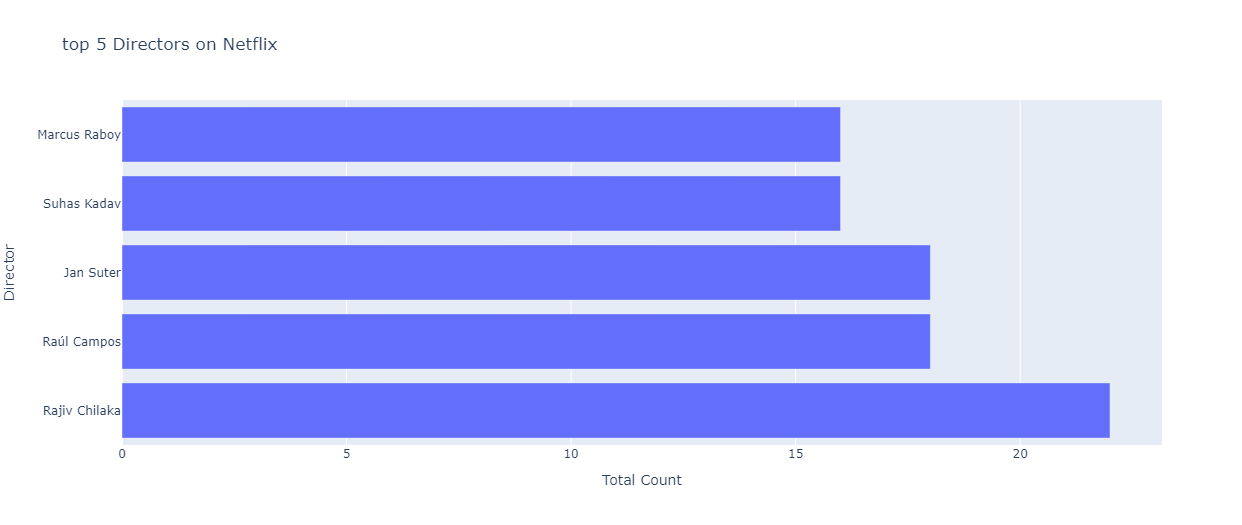 top 5 Directors on Netflix
Director
Marcus Raboy
Suhas Kadav
Jan Suter
Raúl Campos
Rajiv Chilaka
0 5 10 15 20
Total Count